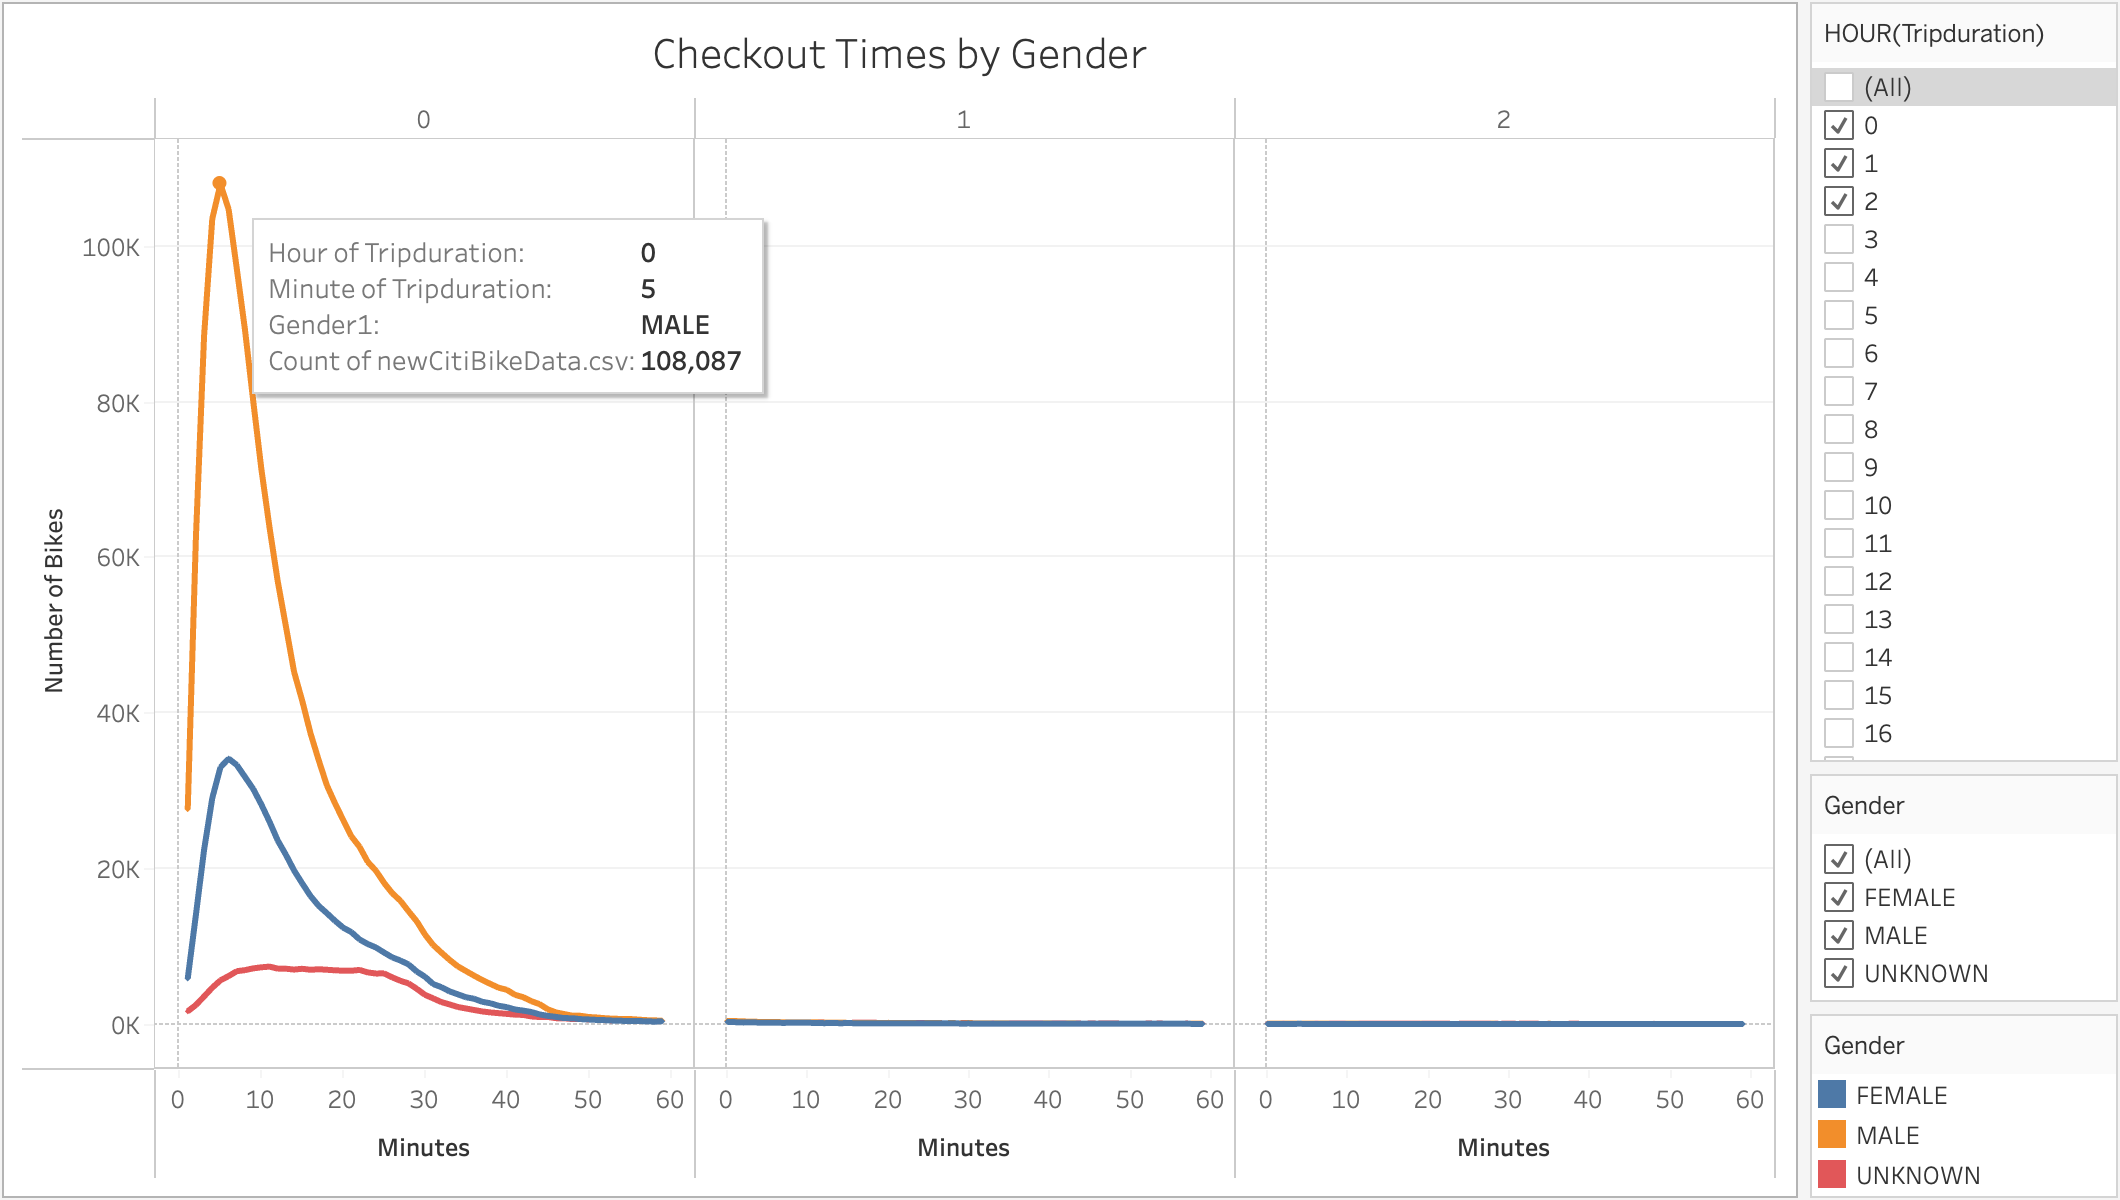 Checkout Times by Gender
0 1 2
Hour of Tripduration: 0
Minute of Tripduration: 5
Gender1: MALE
Count of newCitiBikeData.csv: 108,087
Number of Bikes
100K
80K
60K
40K
20K
0K
0 10 20 30 40 50 60 0 10 20 30 40 50 60 0 10 20 30 40 50 60
Minutes Minutes Minutes
HOUR(Tripduration)
(All)
0
1
2
3
4
5
6
7
8
9
10
11
12
13
14
15
16
Gender
(All)
FEMALE
MALE
UNKNOWN
Gender
FEMALE
MALE
UNKNOWN